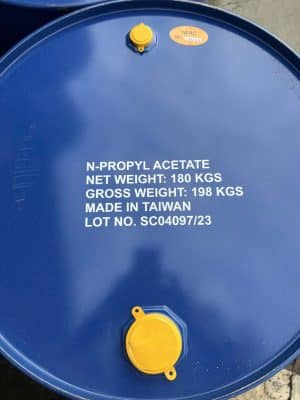 N-PROPYL ACETATE
NET WEIGHT: 180 KGS
GROSS WEIGHT: 198 KGS
MADE IN TAIWAN
LOT NO. SC04097/23